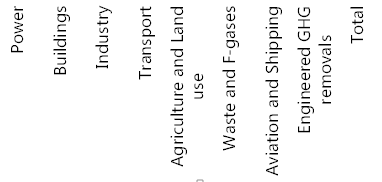 Power
Buildings
Industry
Transport
Agriculture and Land
use
Waste and F-gases
Aviation and Shipping
Engineered GHG
removals
Total